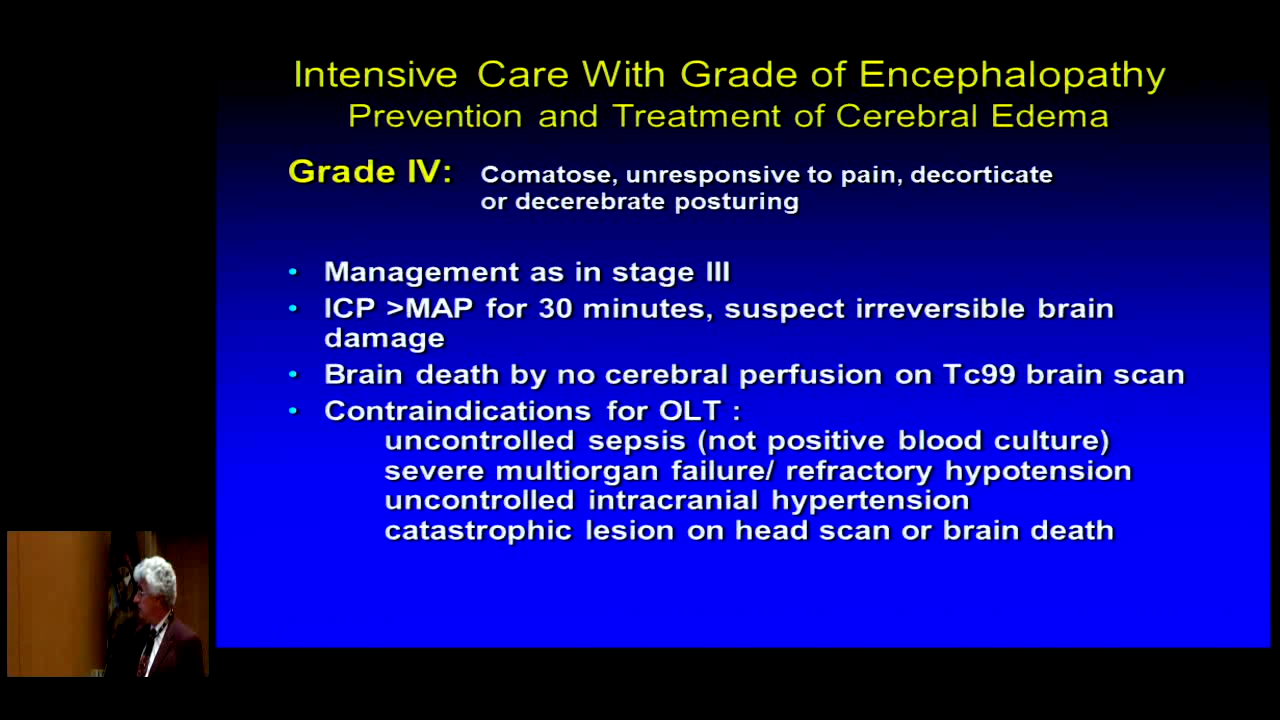 Intensive Care With Grade of Encephalopathy
Prevention and Treatment of Cerebral Edema
Grade IV: Comatose, unresponsive to pain, decorticate
or decerebrate posturing
• Management as in stage III
• ICP >MAP for 30 minutes, suspect irreversible brain
damage
• Brain death by no cerebral perfusion on Tc99 brain scan
• Contraindications for OLT :
uncontrolled sepsis (not positive blood culture)
severe multiorgan failure/ refractory hypotension
uncontrolled intracranial hypertension
catastrophic lesion on head scan or brain death